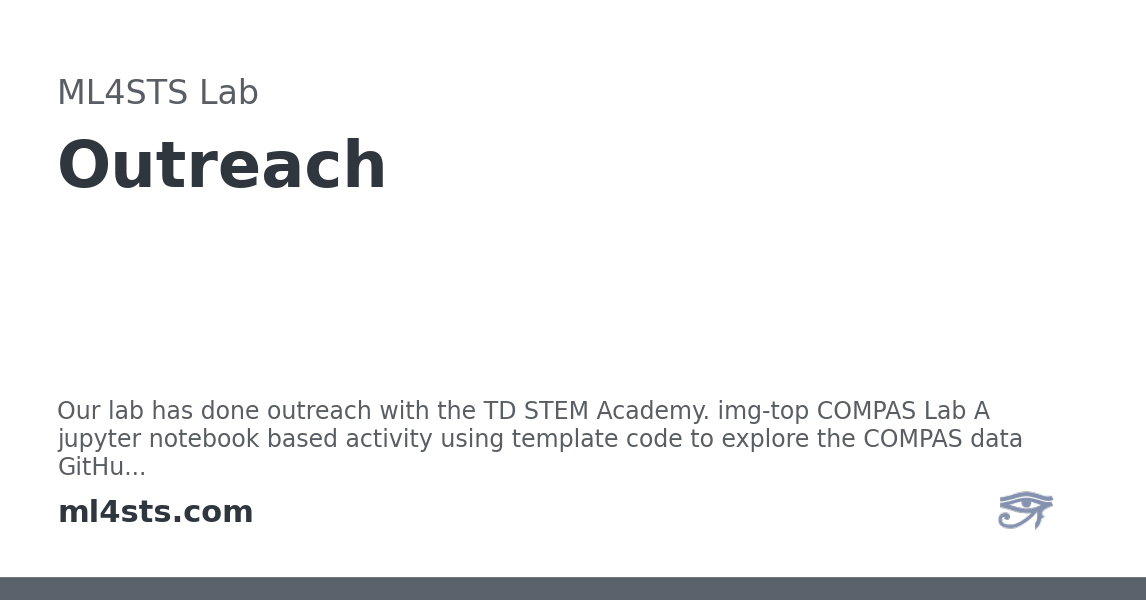 ML4STS Lab
Outreach
Our lab has done outreach with the TD STEM Academy. img-top COMPAS Lab A
jupyter notebook based activity using template code to explore the COMPAS data
GitHu...
ml4sts.com